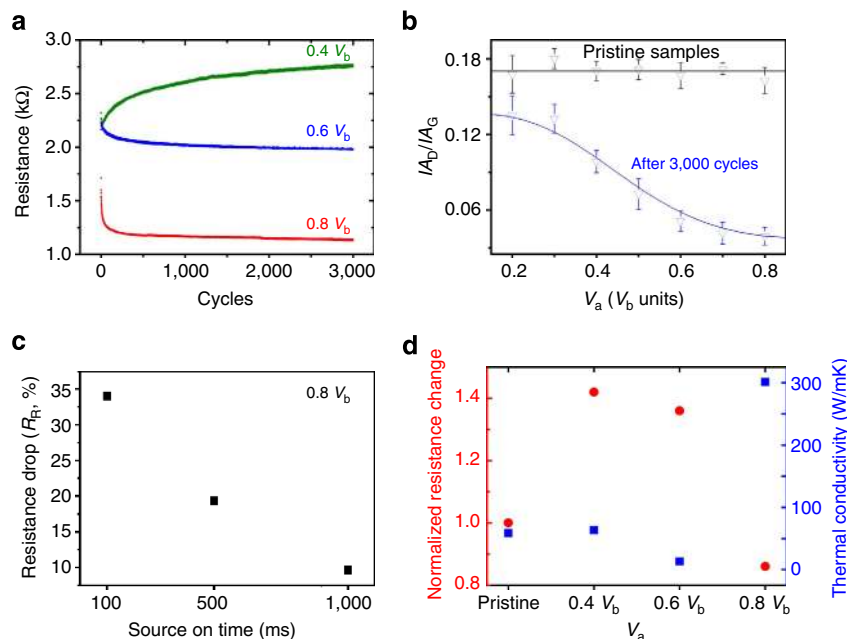 a
3.0
2.5
2.0
1.5
1.0
Resistance (kΩ)
0.4 Vb
0.6 Vb
0.8 Vb
0 1,000 2,000 3,000
Cycles
b
0.18
0.12
0.06
IAD/IAG
Pristine samples
After 3,000 cycles
0.2 0.4 0.6 0.8
Va (Vb units)
c
35
30
25
20
15
10
Resistance drop (RR, %)
0.8 Vb
100 500 1,000
Source on time (ms)
d
1.4
1.2
1.0
0.8
Normalized resistance change
300
200
100
0
Thermal conductivity (W/mK)
Pristine 0.4 Vb 0.6 Vb 0.8 Vb
Va